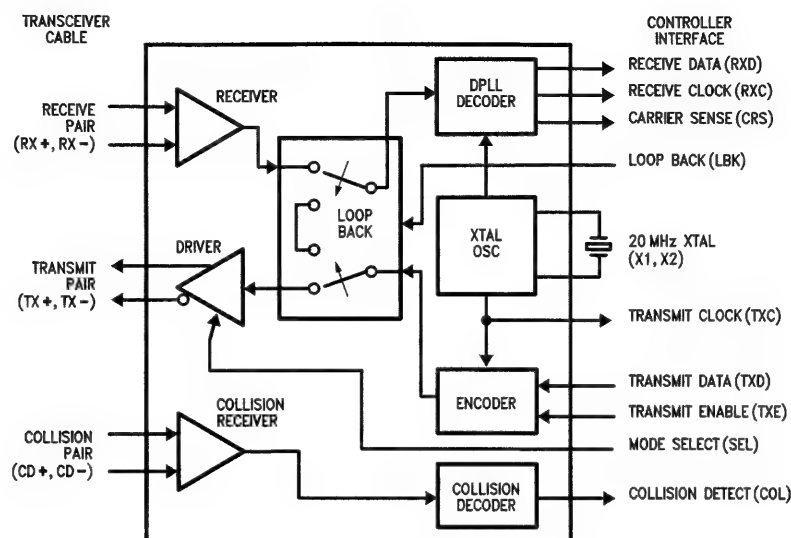 TRANSCEIVER
CABLE
CONTROLLER
INTERFACE
RECEIVE
PAIR
(RX+, RX-)
RECEIVER
DPLL
DECODER
RECEIVE DATA (RXD)
RECEIVE CLOCK (RXC)
CARRIER SENSE (CRS)
LOOP BACK (LBK)
LOOP
BACK
XTAL
OSC
20 MHz XTAL
(X1, X2)
DRIVER
TRANSMIT
PAIR
(TX+, TX-)
TRANSMIT CLOCK (TXC)
ENCODER
TRANSMIT DATA (TXD)
TRANSMIT ENABLE (TXE)
MODE SELECT (SEL)
COLLISION
RECEIVER
COLLISION
PAIR
(CD+, CD-)
COLLISION
DECODER
COLLISION DETECT (COL)